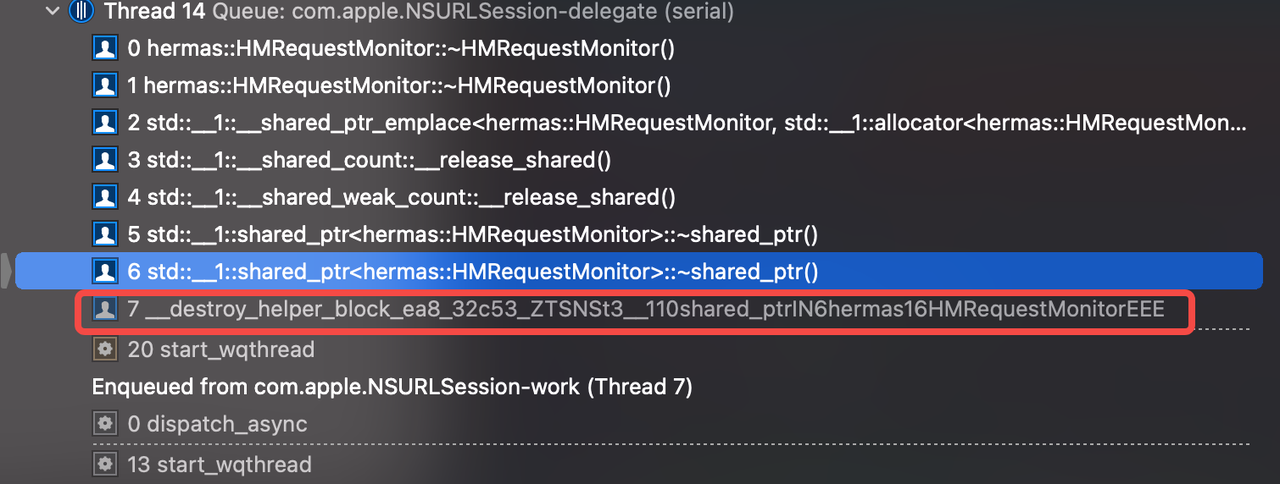 Thread 14 Queue: com.apple.NSURLSession-delegate (serial)
0 hermas::HMRequestMonitor::~HMRequestMonitor()
1 hermas::HMRequestMonitor::~HMRequestMonitor()
2 std::__1::__shared_ptr_emplace<hermas::HMRequestMonitor, std::__1::allocator<hermas::HMRequestMon...
3 std::__1::__shared_count::__release_shared()
4 std::__1::__shared_weak_count::__release_shared()
5 std::__1::shared_ptr<hermas::HMRequestMonitor>::~shared_ptr()
6 std::__1::shared_ptr<hermas::HMRequestMonitor>::~shared_ptr()
7 __destroy_helper_block_ea8_32c53_ZTSNSt3__110shared_ptrIN6hermas16HMRequestMonitorEEE
20 start_wqthread
Enqueued from com.apple.NSURLSession-work (Thread 7)
0 dispatch_async
13 start_wqthread